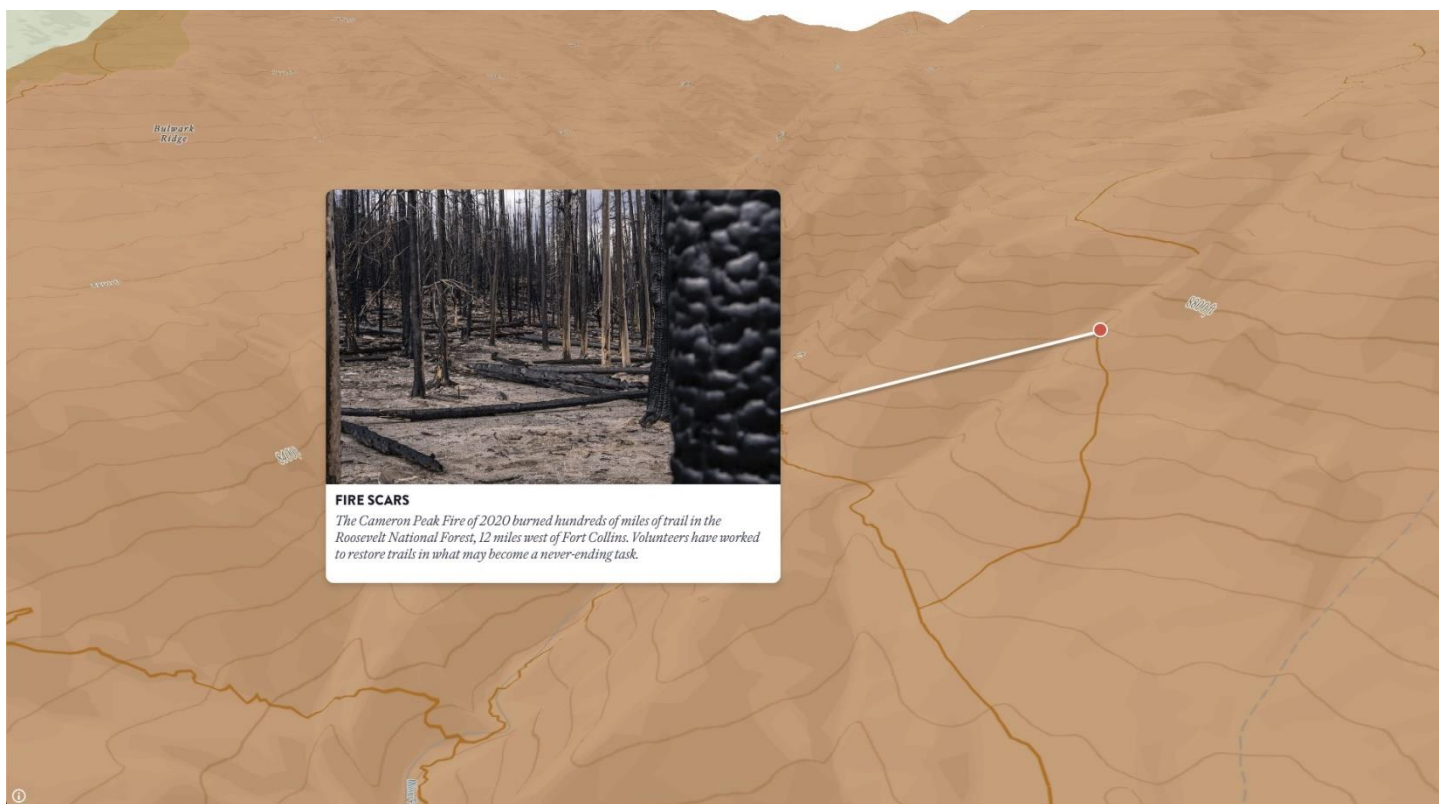 Bulwark
Ridge
FIRE SCARS
The Cameron Peak Fire of 2020 burned hundreds of miles of trail in the
Roosevelt National Forest, 12 miles west of Fort Collins. Volunteers have worked
to restore trails in what may become a never-ending task.